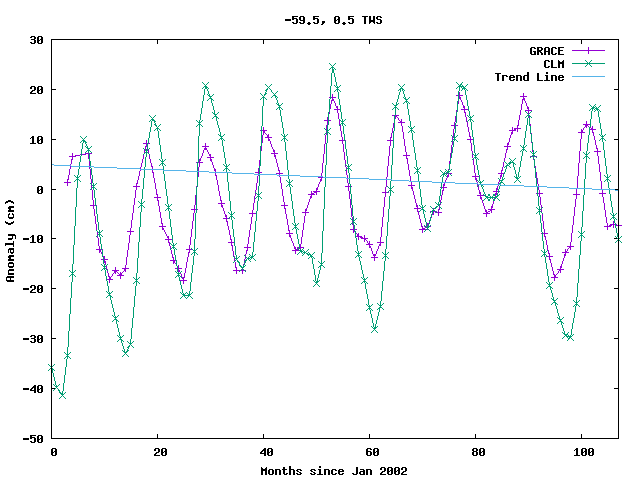 -59.5, 0.5 TWS
GRACE
CLM
Trend Line
30
20
10
0
-10
-20
-30
-40
-50
Anomaly (cm)
0 20 40 60 80 100
Months since Jan 2002